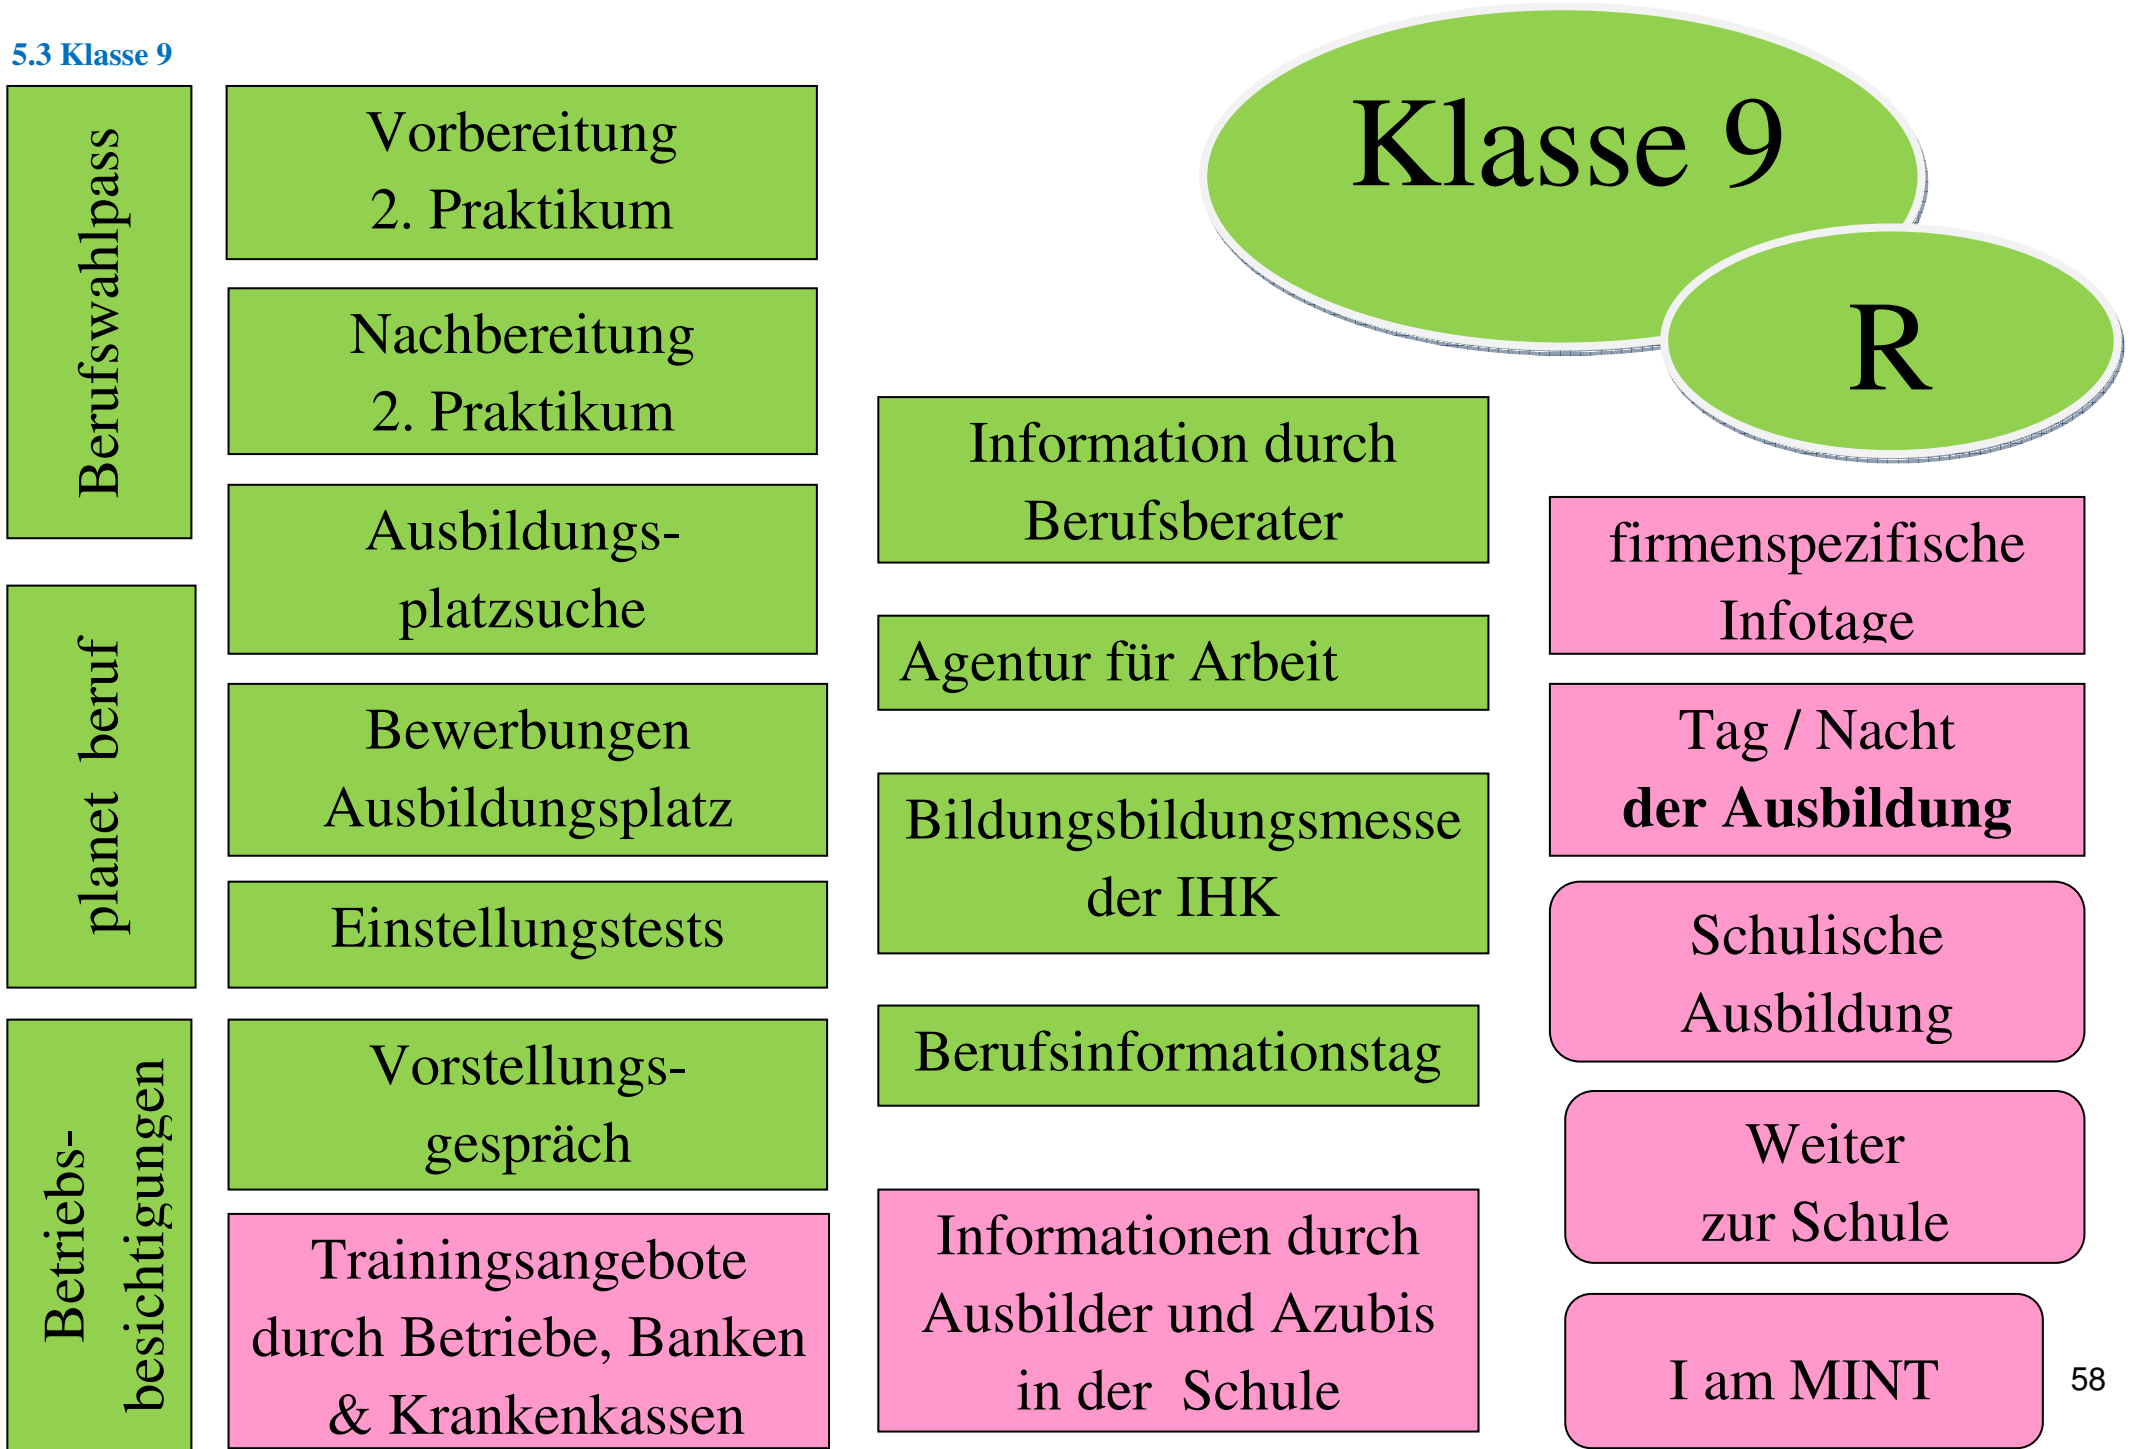 5.3 Klasse 9
Klasse 9
R
Berufswahlpass
planet beruf
Betriebs-
besichtigungen
Vorbereitung
2. Praktikum
Nachbereitung
2. Praktikum
Ausbildungs-
platzsuche
Bewerbungen
Ausbildungsplatz
Einstellungstests
Vorstellungs-
gespräch
Trainingsangebote
durch Betriebe, Banken
& Krankenkassen
Information durch
Berufsberater
Agentur für Arbeit
Bildungsbildungsmesse
der IHK
Berufsinformationstag
Informationen durch
Ausbilder und Azubis
in der Schule
firmenspezifische
Infotage
Tag / Nacht
der Ausbildung
Schulische
Ausbildung
Weiter
zur Schule
I am MINT
58